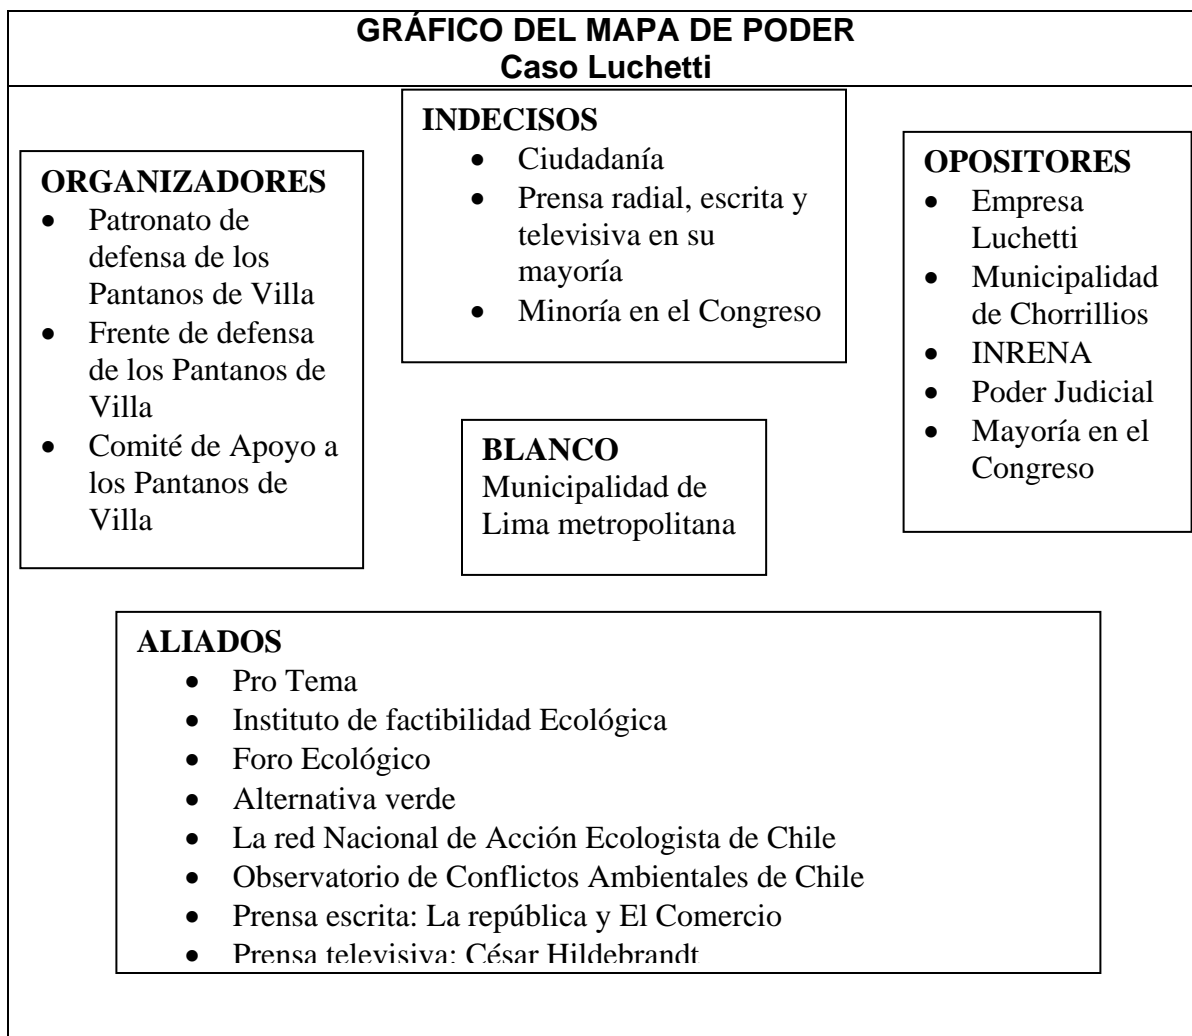 GRÁFICO DEL MAPA DE PODER
Caso Luchetti
INDECISOS
• Ciudadanía
• Prensa radial, escrita y
televisiva en su
mayoría
• Minoría en el Congreso
ORGANIZADORES
• Patronato de
defensa de los
Pantanos de Villa
• Frente de defensa
de los Pantanos de
Villa
• Comité de Apoyo a
los Pantanos de
Villa
OPOSITORES
• Empresa
Luchetti
• Municipalidad
de Chorrillios
• INRENA
• Poder Judicial
• Mayoría en el
Congreso
BLANCO
Municipalidad de
Lima metropolitana
ALIADOS
• Pro Tema
• Instituto de factibilidad Ecológica
• Foro Ecológico
• Alternativa verde
• La red Nacional de Acción Ecologista de Chile
• Observatorio de Conflictos Ambientales de Chile
• Prensa escrita: La república y El Comercio
• Prensa televisiva: César Hildebrandt